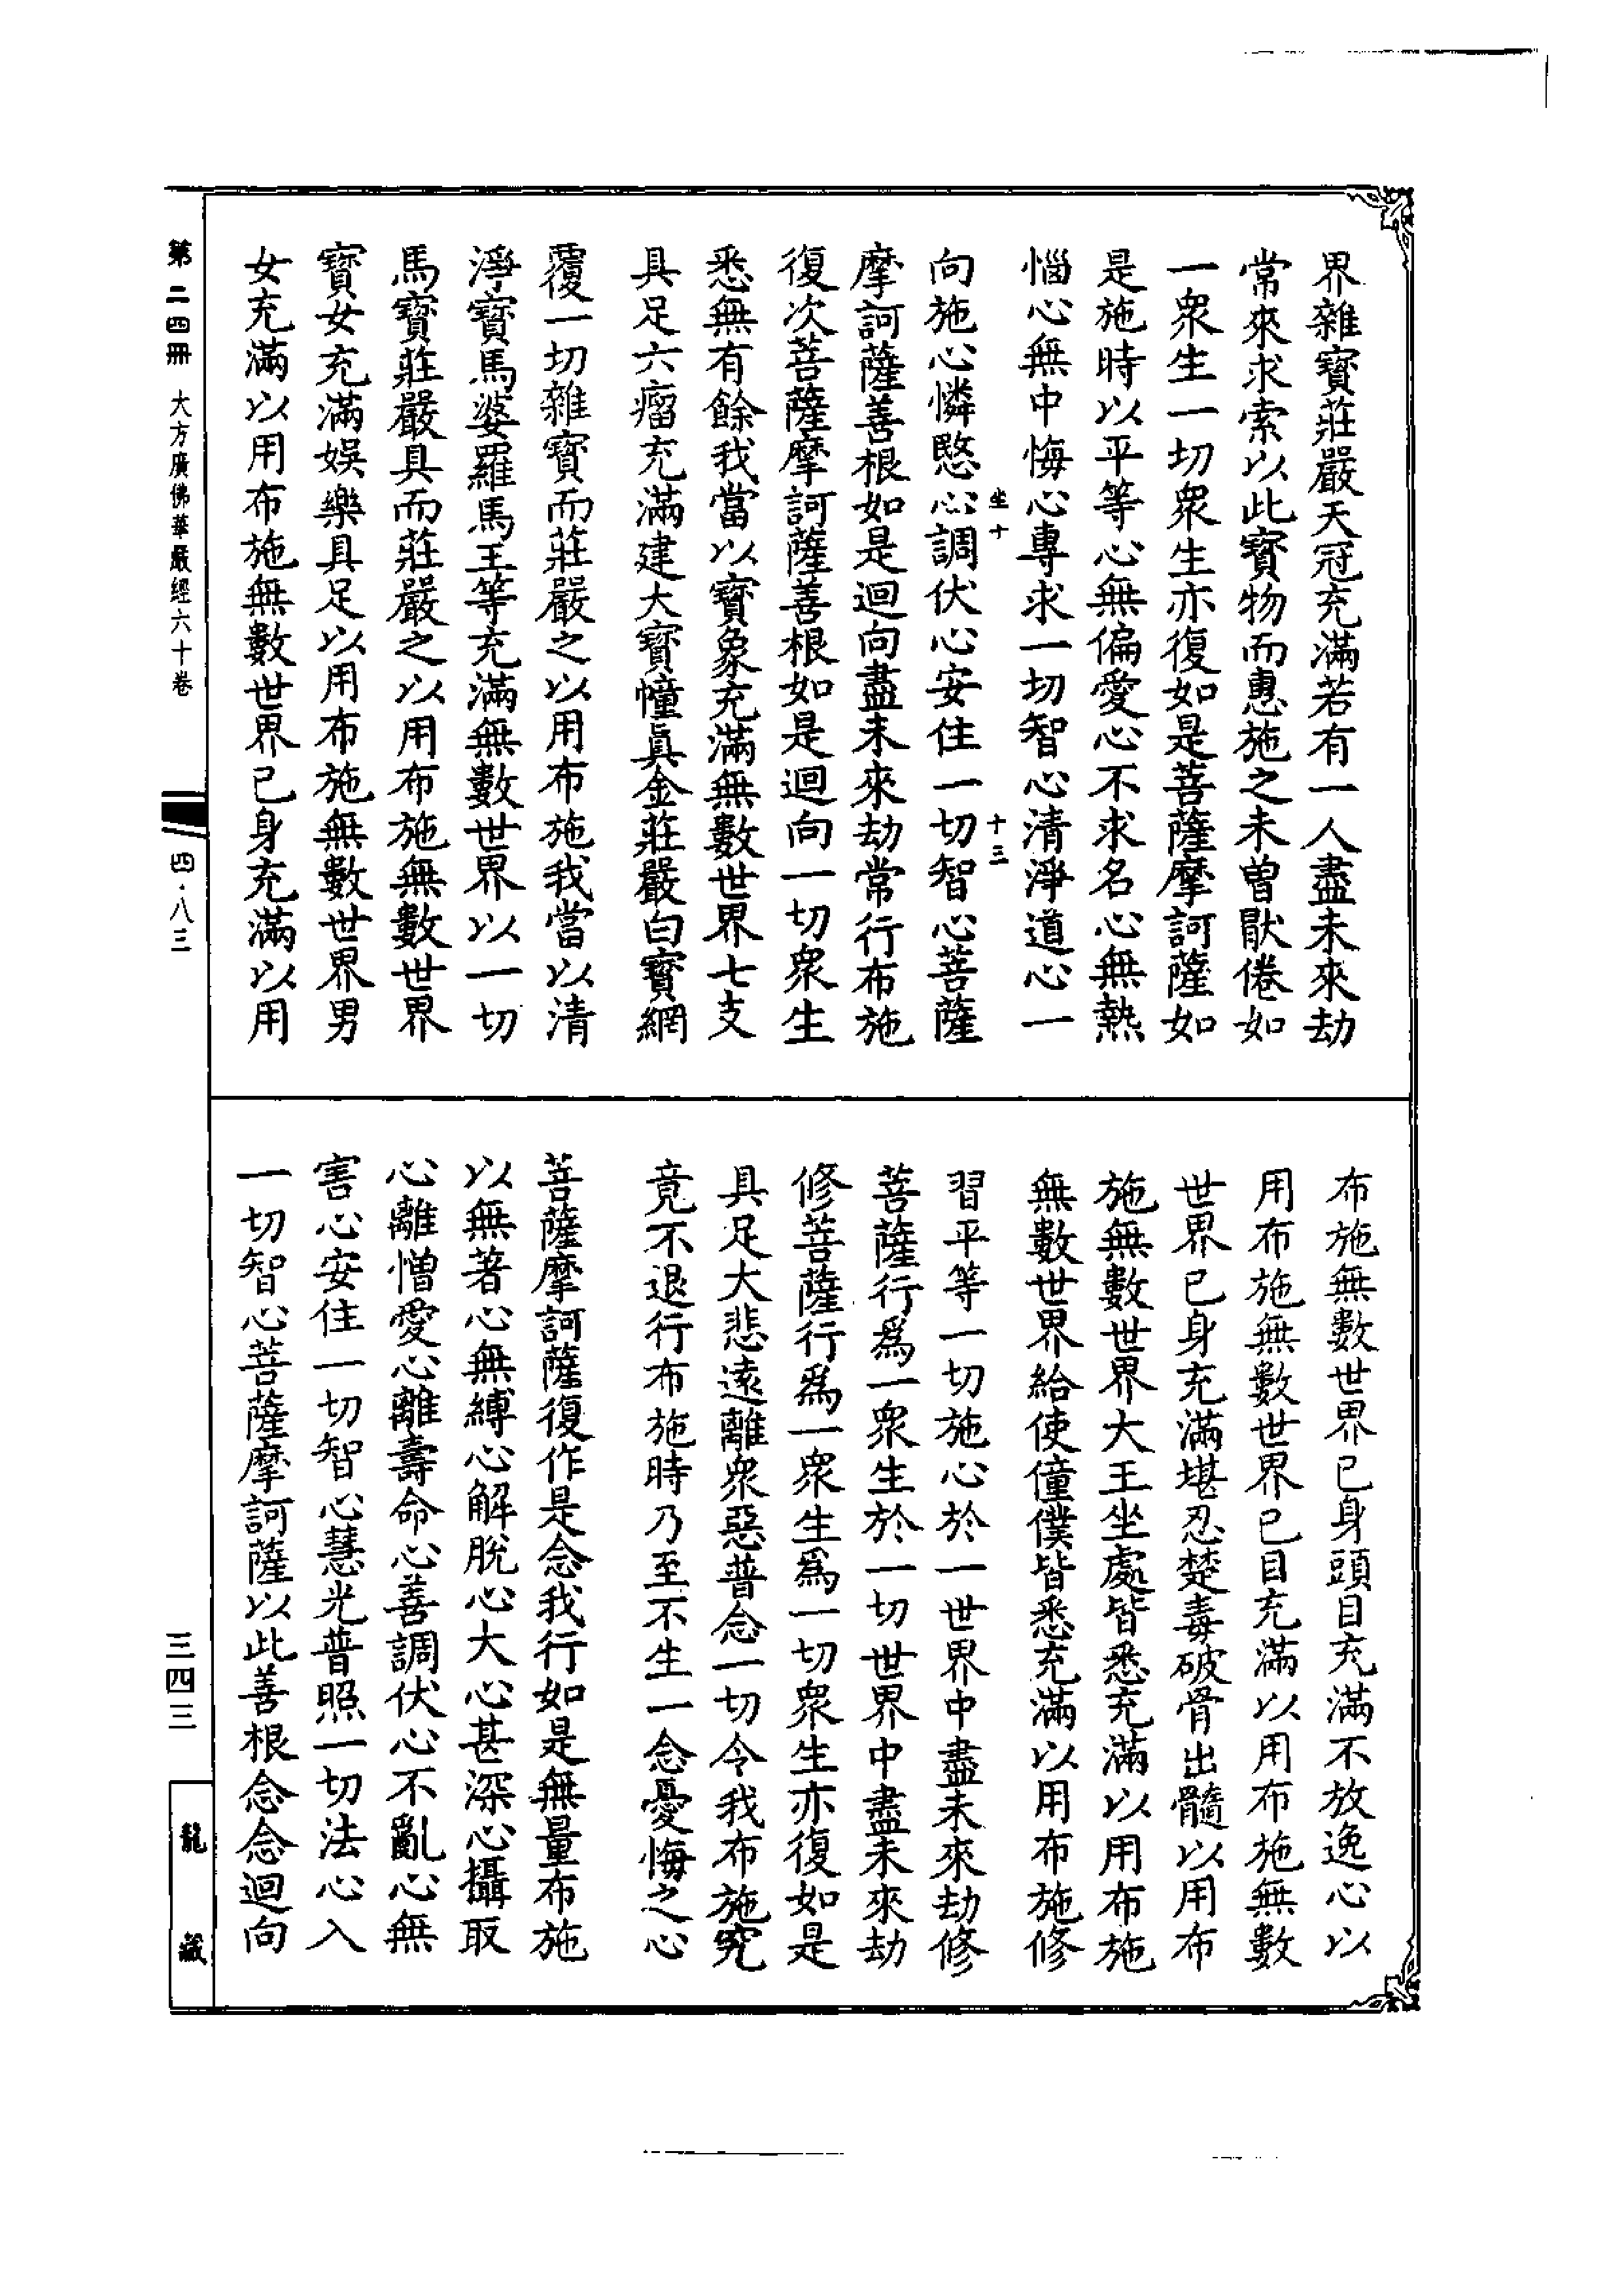 界雜寶莊嚴天冠充滿若有一人盡未來劫
常來求索以此寶物而惠施之未曾猒倦如
一衆生一切衆生亦復如是菩薩摩訶薩如
是施時以平等心無偏愛心不求名心無熱
惱心無中悔心專求一切智心清淨道心一
坐十 十三
向施心憐愍心調伏心安住一切智心菩薩
摩訶薩善根如是迴向盡未來劫常行布施
復次菩薩摩訶薩善根如是迴向一切衆生
悉無有餘我當以寶象充滿無數世界七支
具足六瘤充滿建大寶幢眞金莊嚴白寶網
覆一切雜寶而莊嚴之以用布施我當以清
淨寶馬婆羅馬王等充滿無數世界以一切
馬寶莊嚴具而莊嚴之以用布施無數世界
寶女充滿娛樂具足以用布施無數世界男
女充滿以用布施無數世界已身充滿以用
布施無數世界已身頭目充滿不放逸心以
用布施無數世界已目充滿以用布施無數
世界已身充滿堪忍楚毒破骨出髓以用布
施無數世界大王坐處皆悉充滿以用布施
無數世界給使僮僕皆悉充滿以用布施修
習平等一切施心於一世界中盡未來劫修
菩薩行爲一衆生於一切世界中盡未來劫
修菩薩行爲一衆生爲一切衆生亦復如是
具足大悲遠離衆惡普念一切令我布施究
竟不退行布施時乃至不生一念憂悔之心
菩薩摩訶薩復作是念我行如是無量布施
以無著心無縛心解脫心大心甚深心攝取
心離憎愛心離壽命心善調伏心不亂心無
害心安住一切智心慧光普照一切法心入
一切智心菩薩摩訶薩以此善根念念迴向
第二四冊 大方廣佛華嚴經六十卷 四·八三
三四三
龍藏